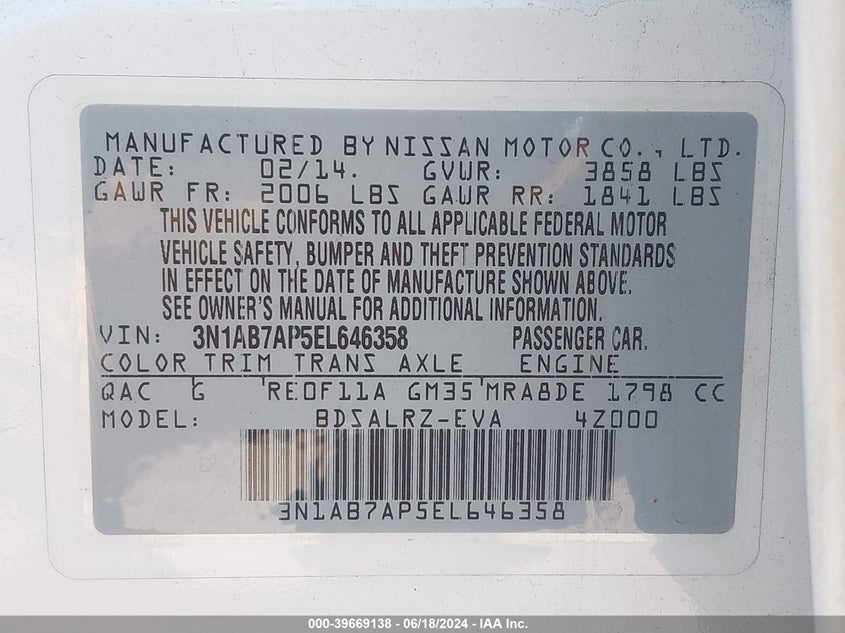 MANUFACTURED BY NISSAN MOTOR CO., LTD.
DATE: 02/14. GVWR: 3858 LBS
GAWR FR: 2006 LBS GAWR RR: 1841 LBS
THIS VEHICLE CONFORMS TO ALL APPLICABLE FEDERAL MOTOR
VEHICLE SAFETY, BUMPER AND THEFT PREVENTION STANDARDS
IN EFFECT ON THE DATE OF MANUFACTURE SHOWN ABOVE.
SEE OWNER'S MANUAL FOR ADDITIONAL INFORMATION.
VIN: 3N1AB7AP5EL646358 PASSENGER CAR.
COLOR TRIM TRANS AXLE ENGINE
QAC G RE0F11A GM35 MRA8DE 1798 CC
MODEL: BDSALRZ-EVA 4Z000
3N1AB7AP5EL646358
000-39669138 - 06/18/2024 - IAA Inc.